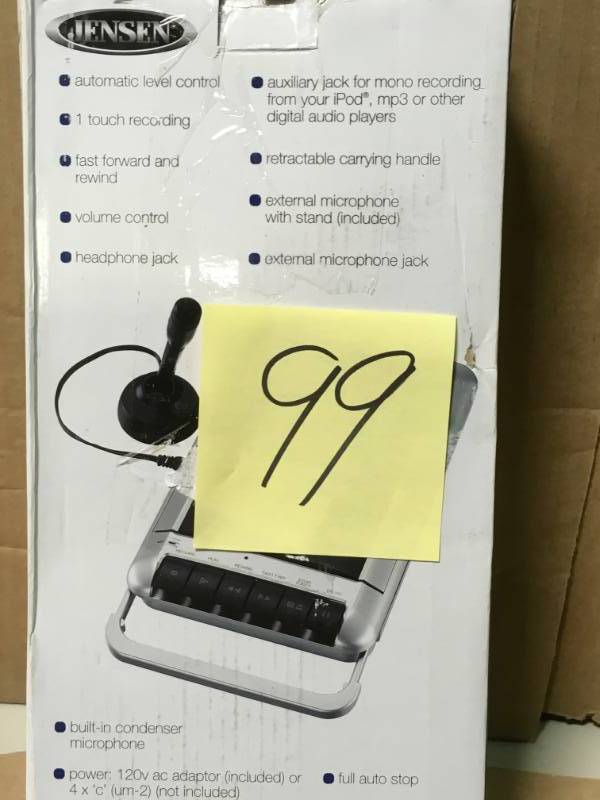 JENSEN®
automatic level control
1 touch recording
fast forward and
rewind
volume control
headphone jack
auxiliary jack for mono recording
from your iPod®, mp3 or other
digital audio players
retractable carrying handle
external microphone
with stand (included)
external microphone jack
99
built-in condenser
microphone
power: 120v ac adaptor (included) or
4 x 'c' (um-2) (not included)
full auto stop